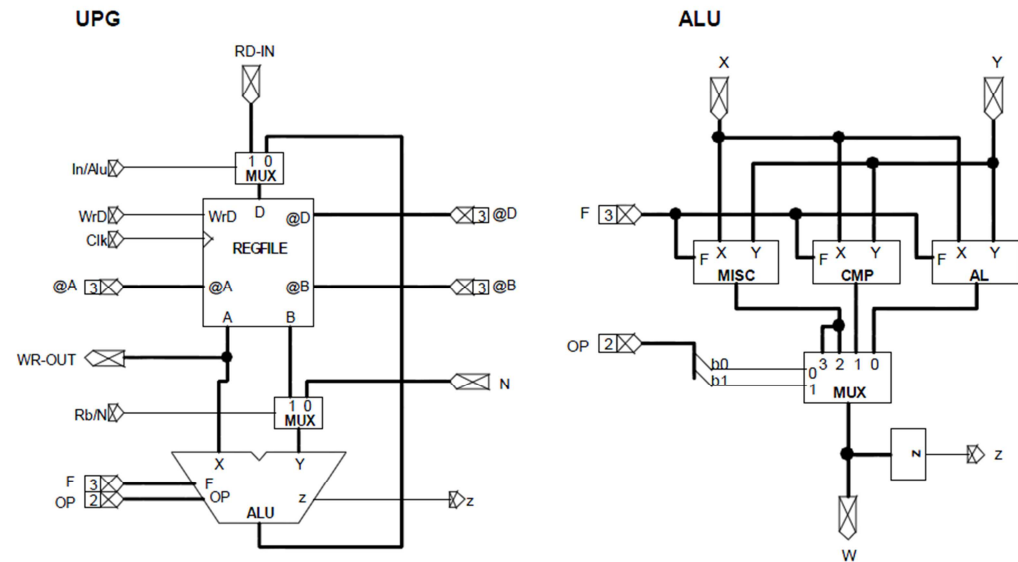 UPG
RD-IN
1 0
MUX
In/Alu
D
WrD
WrD
@D
3
@D
Clk
REGFILE
@A
3
@A
@B
3
@B
A
B
WR-OUT
N
1 0
MUX
Rb/N
X
Y
F
3
F
OP
2
OP
z
z
ALU
ALU
X
Y
F
3
X Y
F
MISC
X Y
F
CMP
X Y
F
AL
OP
2
b0
b1
0
1
3 2 1 0
MUX
z
z
W